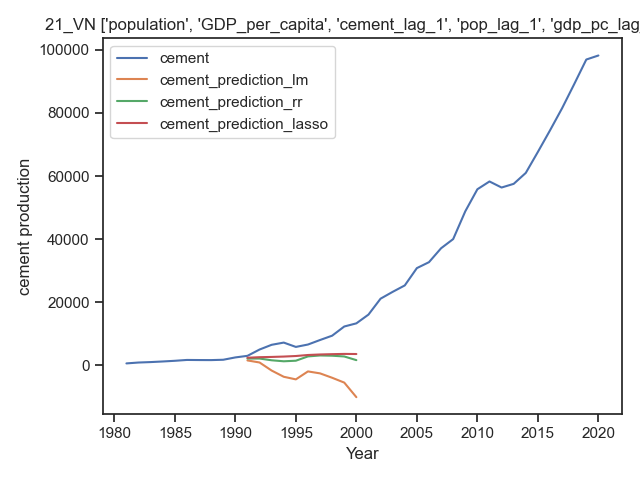 21_VN ['population', 'GDP_per_capita', 'cement_lag_1', 'pop_lag_1', 'gdp_pc_lag_
cement
cement_prediction_lm
cement_prediction_rr
cement_prediction_lasso
100000
80000
60000
40000
20000
0
cement production
1980 1985 1990 1995 2000 2005 2010 2015 2020
Year